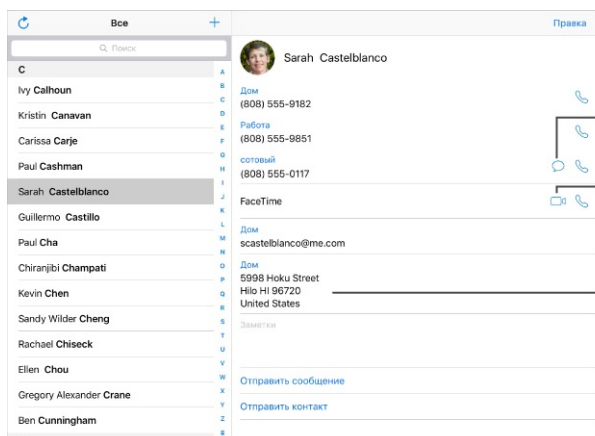 Все
+
Поиск
C
Ivy Calhoun
Kristin Canavan
Carissa Carje
Paul Cashman
Sarah Castelblanco
Guillermo Castillo
Paul Cha
Chiranjibi Champati
Kevin Chen
Sandy Wilder Cheng
Rachael Chiseck
Ellen Chou
Gregory Alexander Crane
Ben Cunningham
A
B
C
D
E
F
G
H
I
J
K
L
M
N
O
P
Q
R
S
T
U
V
W
X
Y
Z
#
Правка
Sarah Castelblanco
Дом
(808) 555-9182
Работа
(808) 555-9851
сотовый
(808) 555-0117
FaceTime
Дом
scastelblanco@me.com
Дом
5998 Hoku Street
Hilo HI 96720
United States
Заметки
Отправить сообщение
Отправить контакт